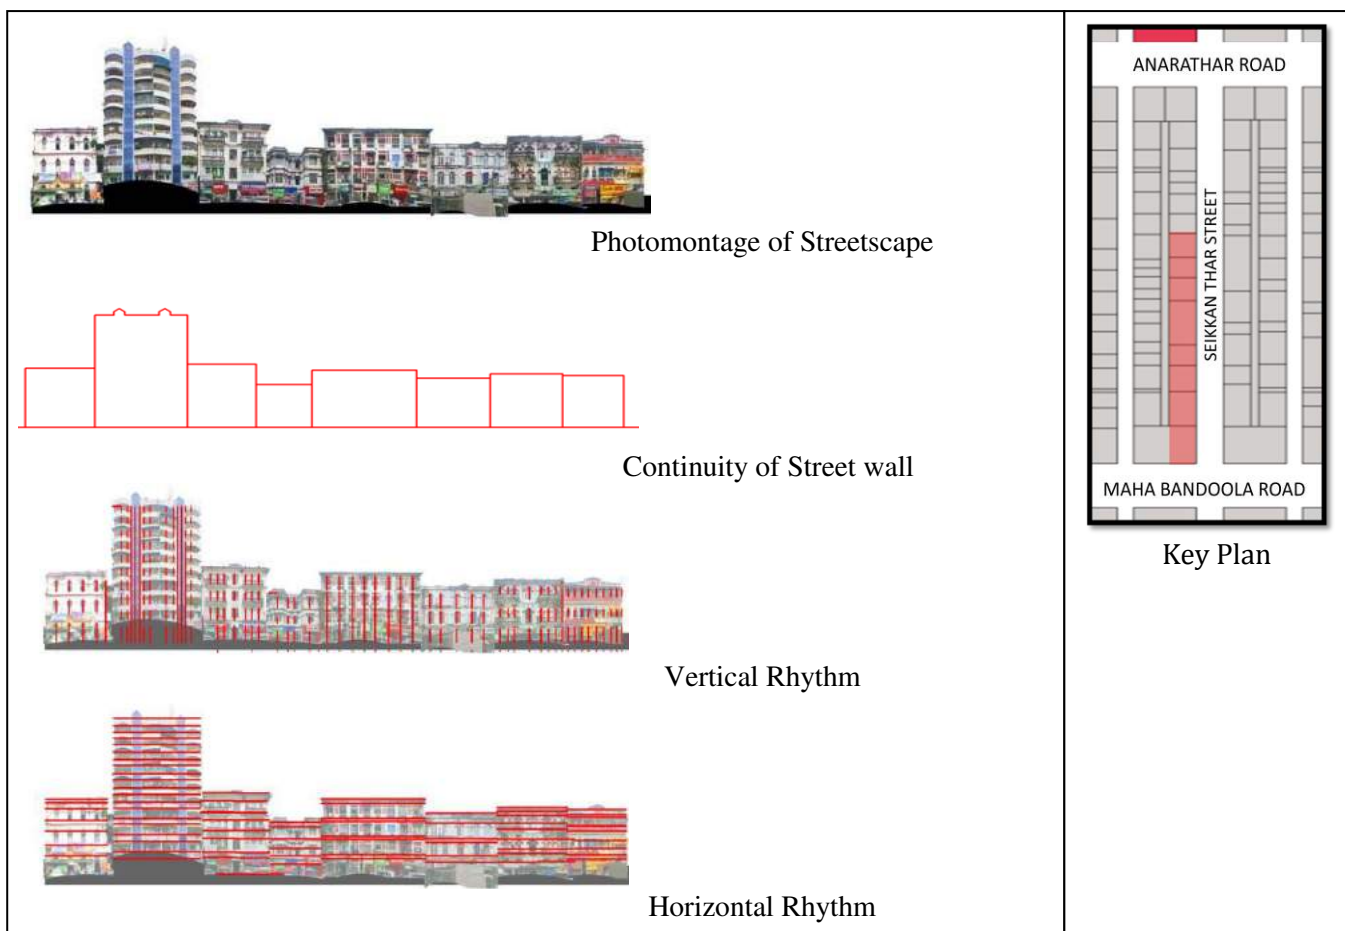 Photomontage of Streetscape
Continuity of Street wall
Vertical Rhythm
Horizontal Rhythm
ANARATHAR ROAD
SEIKKAN THAR STREET
MAHA BANDOOLA ROAD
Key Plan